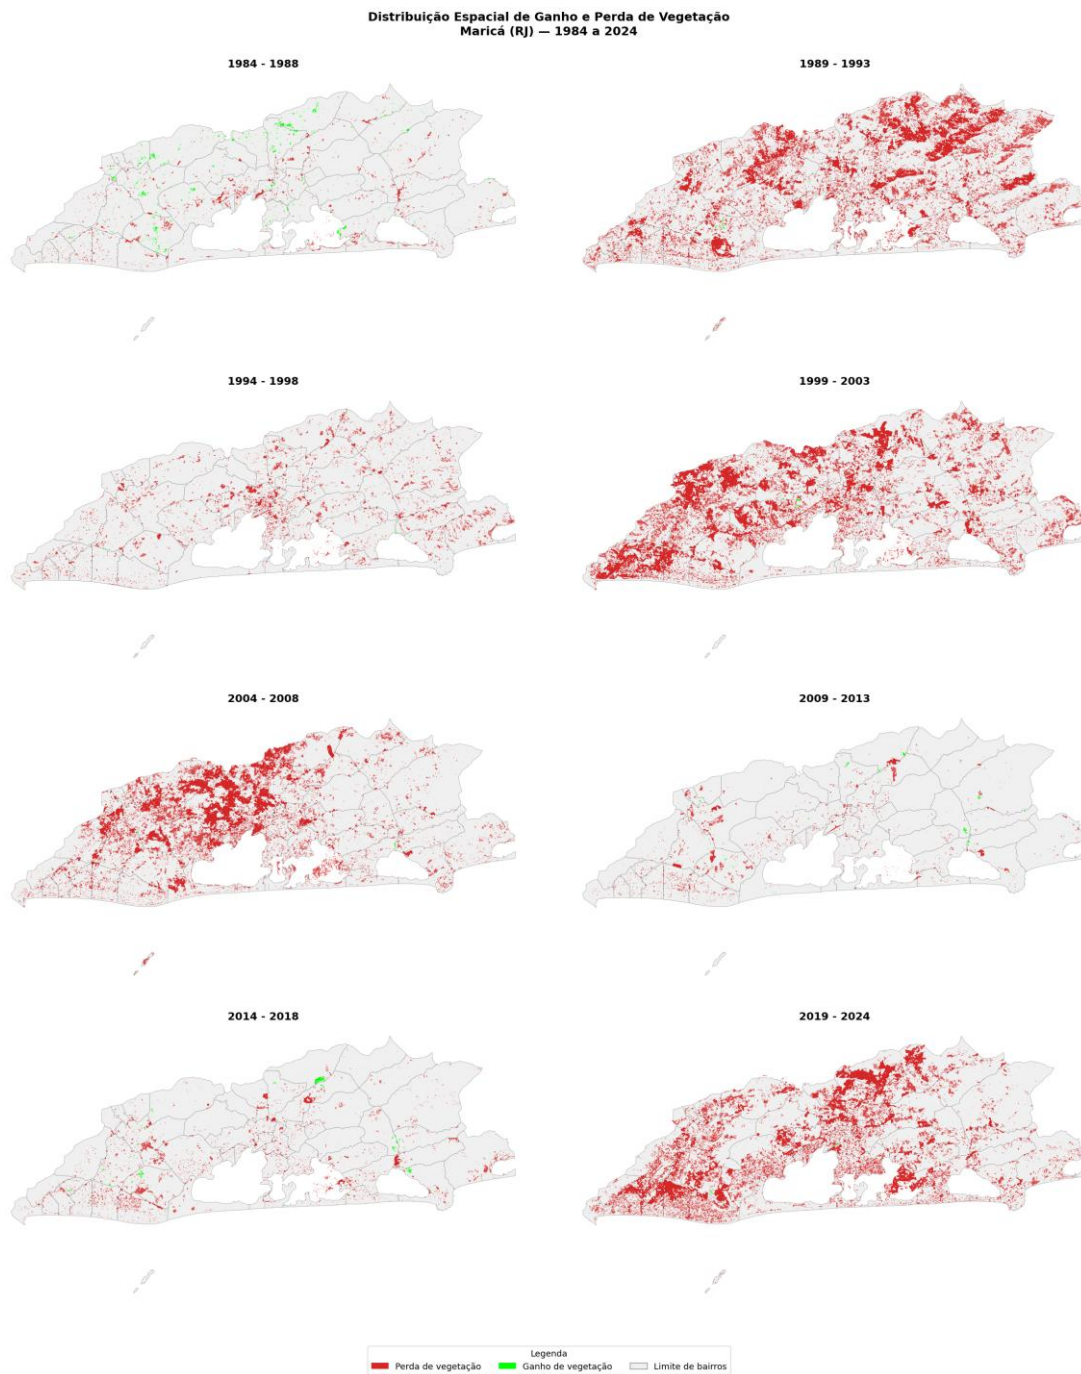 Distribuição Espacial de Ganho e Perda de Vegetação
Maricá (RJ) — 1984 a 2024
1984 - 1988
1989 - 1993
1994 - 1998
1999 - 2003
2004 - 2008
2009 - 2013
2014 - 2018
2019 - 2024
Legenda
Perda de vegetação
Ganho de vegetação
Limite de bairros